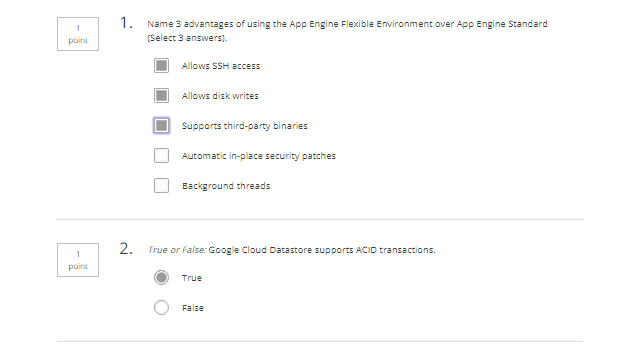 1
point
1.
Name 3 advantages of using the App Engine Flexible Environment over App Engine Standard
(Select 3 answers).
Allows SSH access
Allows disk writes
Supports third-party binaries
Automatic in-place security patches
Background threads
1
point
2.
True or False: Google Cloud Datastore supports ACID transactions.
True
False